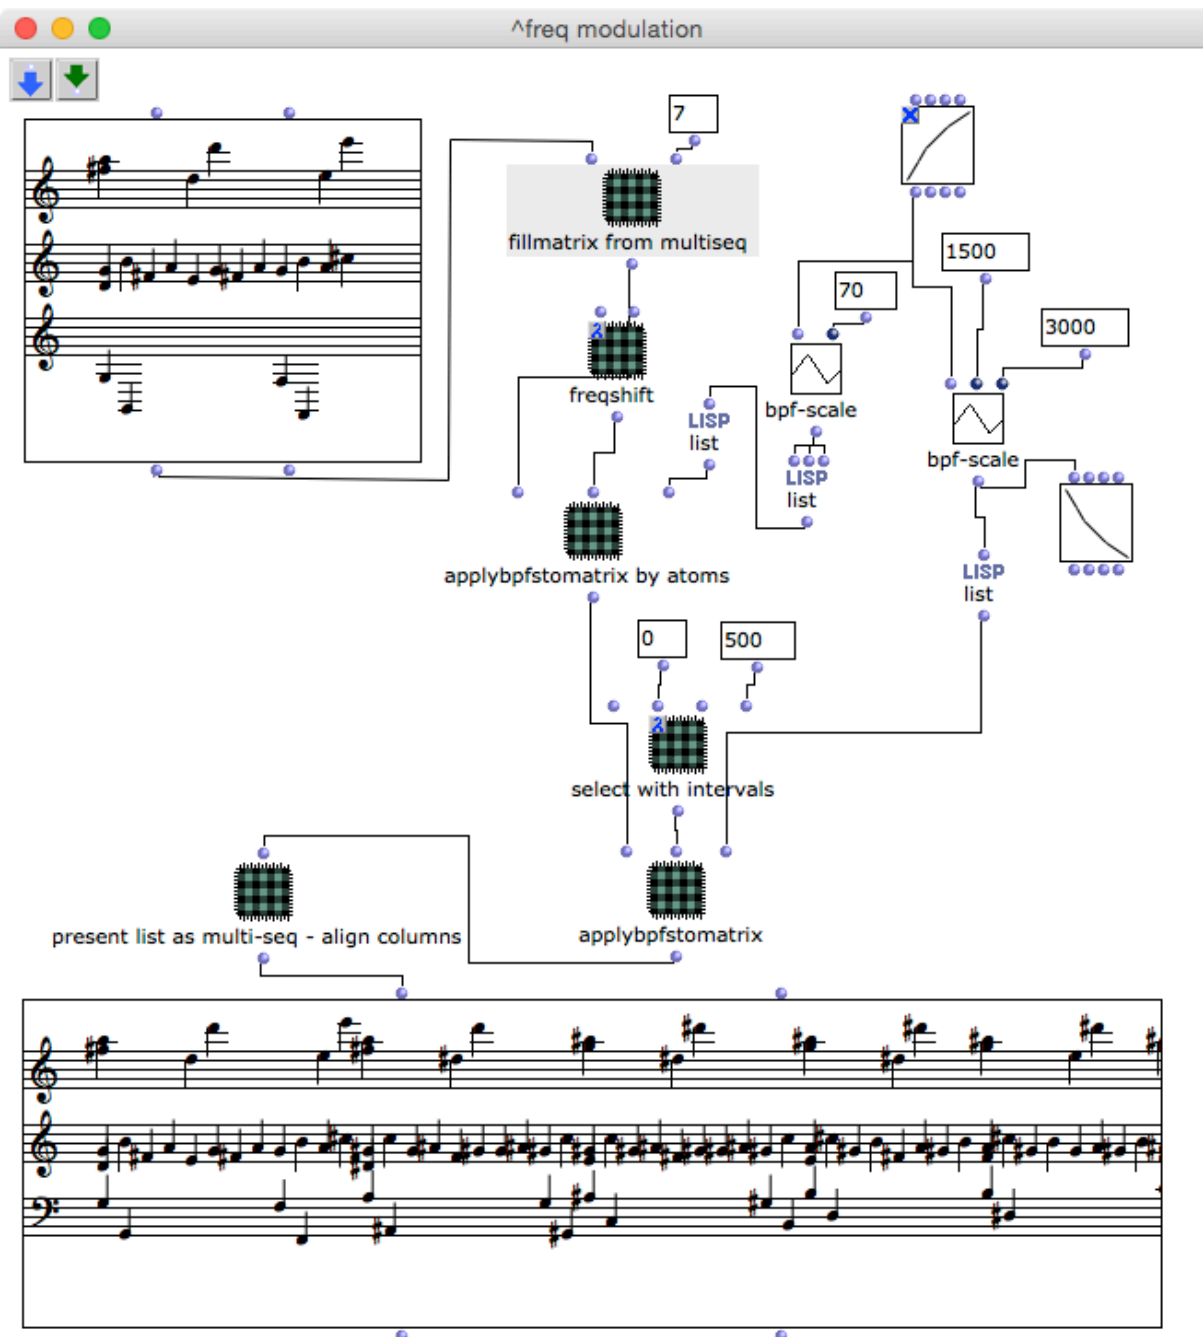 ^freq modulation
7
fillmatrix from multiseq
1500
70
3000
freqshift
bpf-scale
LISP
list
bpf-scale
LISP
list
applybpfstomatrix by atoms
LISP
list
0
500
select with intervals
present list as multi-seq - align columns
applybpfstomatrix